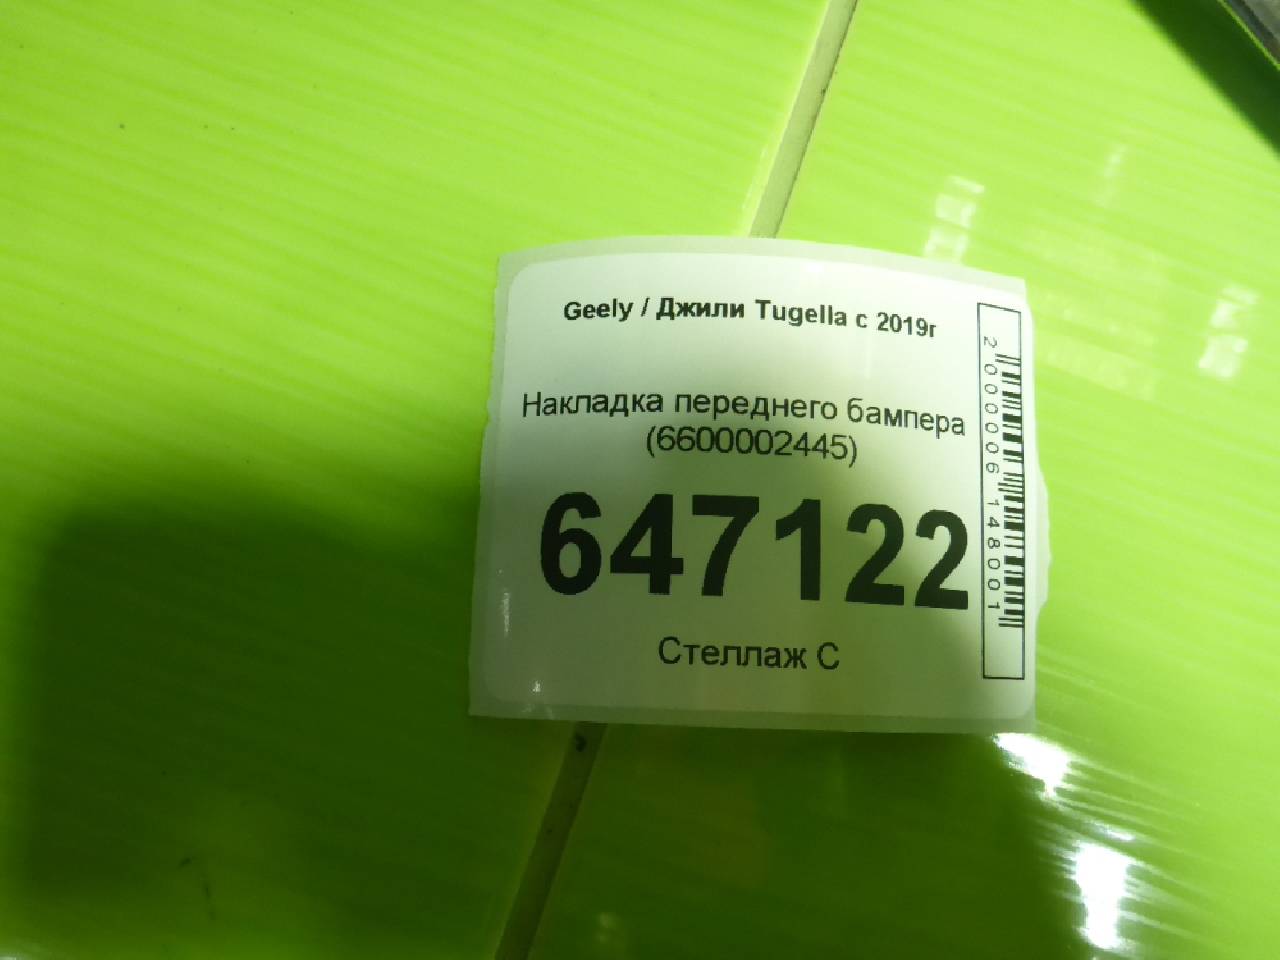 Geely / Джили Tugella с 2019г
Накладка переднего бампера
(6600002445)
647122
Стеллаж С
2000006148001